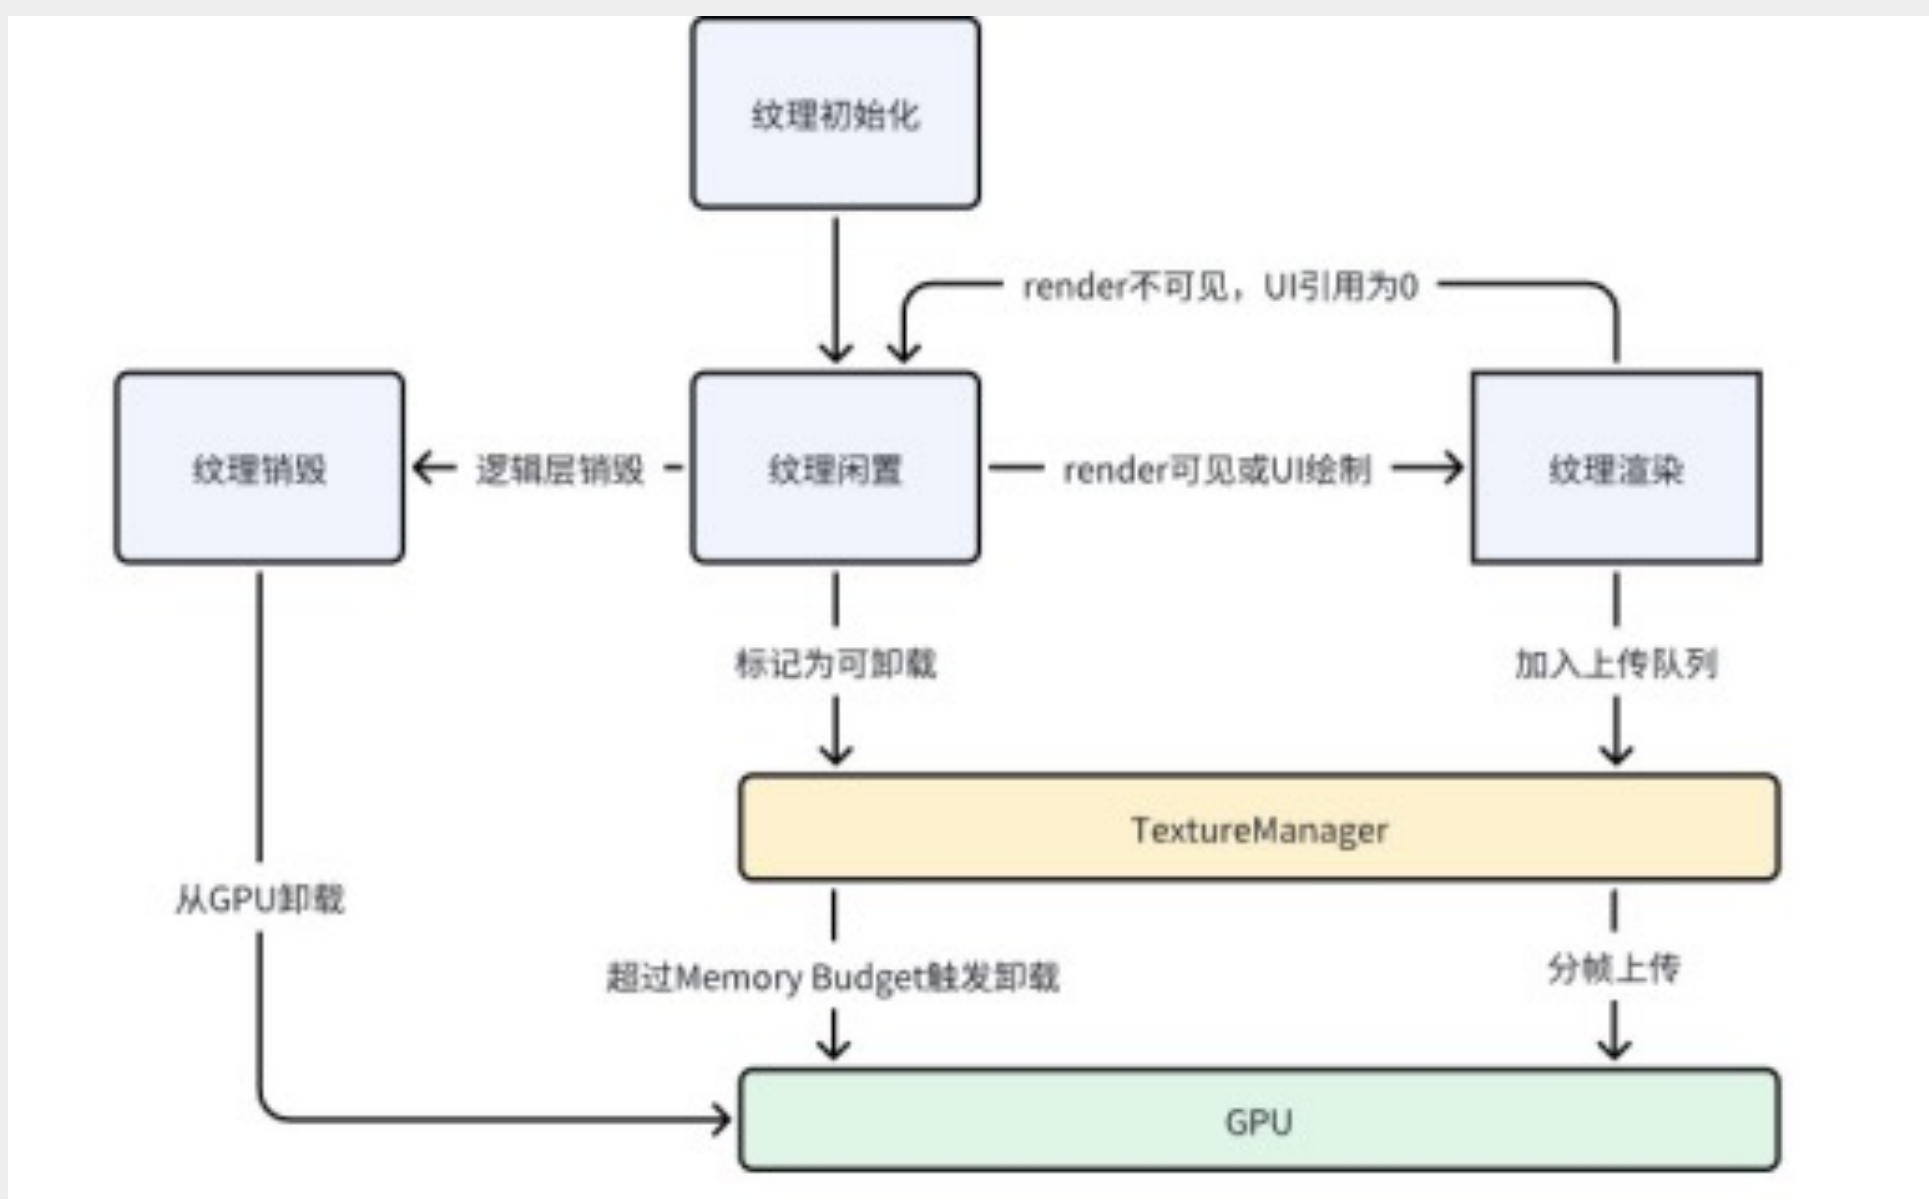 纹理初始化
render不可见，UI引用为0
纹理销毁
逻辑层销毁
纹理闲置
render可见或UI绘制
纹理渲染
标记为可卸载
加入上传队列
TextureManager
从GPU卸载
超过Memory Budget触发卸载
分帧上传
GPU